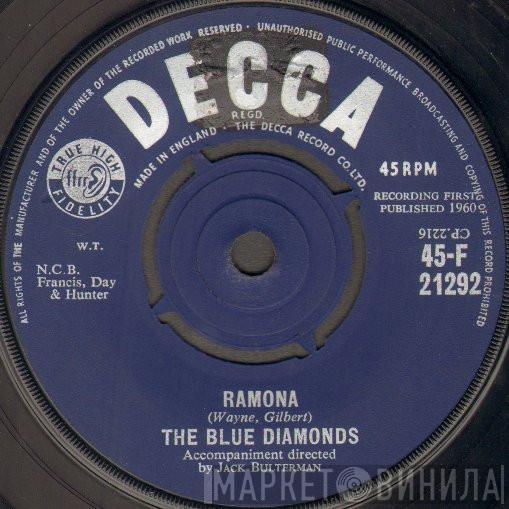 ALL RIGHTS OF THE MANUFACTURER AND OF THE OWNER OF THE RECORDED WORK RESERVED · UNAUTHORISED PUBLIC PERFORMANCE BROADCASTING AND COPYING OF THIS RECORD PROHIBITED
DECCA
REGD.
MADE IN ENGLAND · THE DECCA RECORD CO. LTD.
TRUE HIGH
ffrr
FIDELITY
45 RPM
RECORDING FIRST
PUBLISHED 1960
CP.2216
W.T.
45-F
21292
N.C.B.
Francis, Day
& Hunter
RAMONA
(Wayne, Gilbert)
THE BLUE DIAMONDS
Accompaniment directed
by JACK BULTERMAN
МАРКЕТ ВИНИЛА